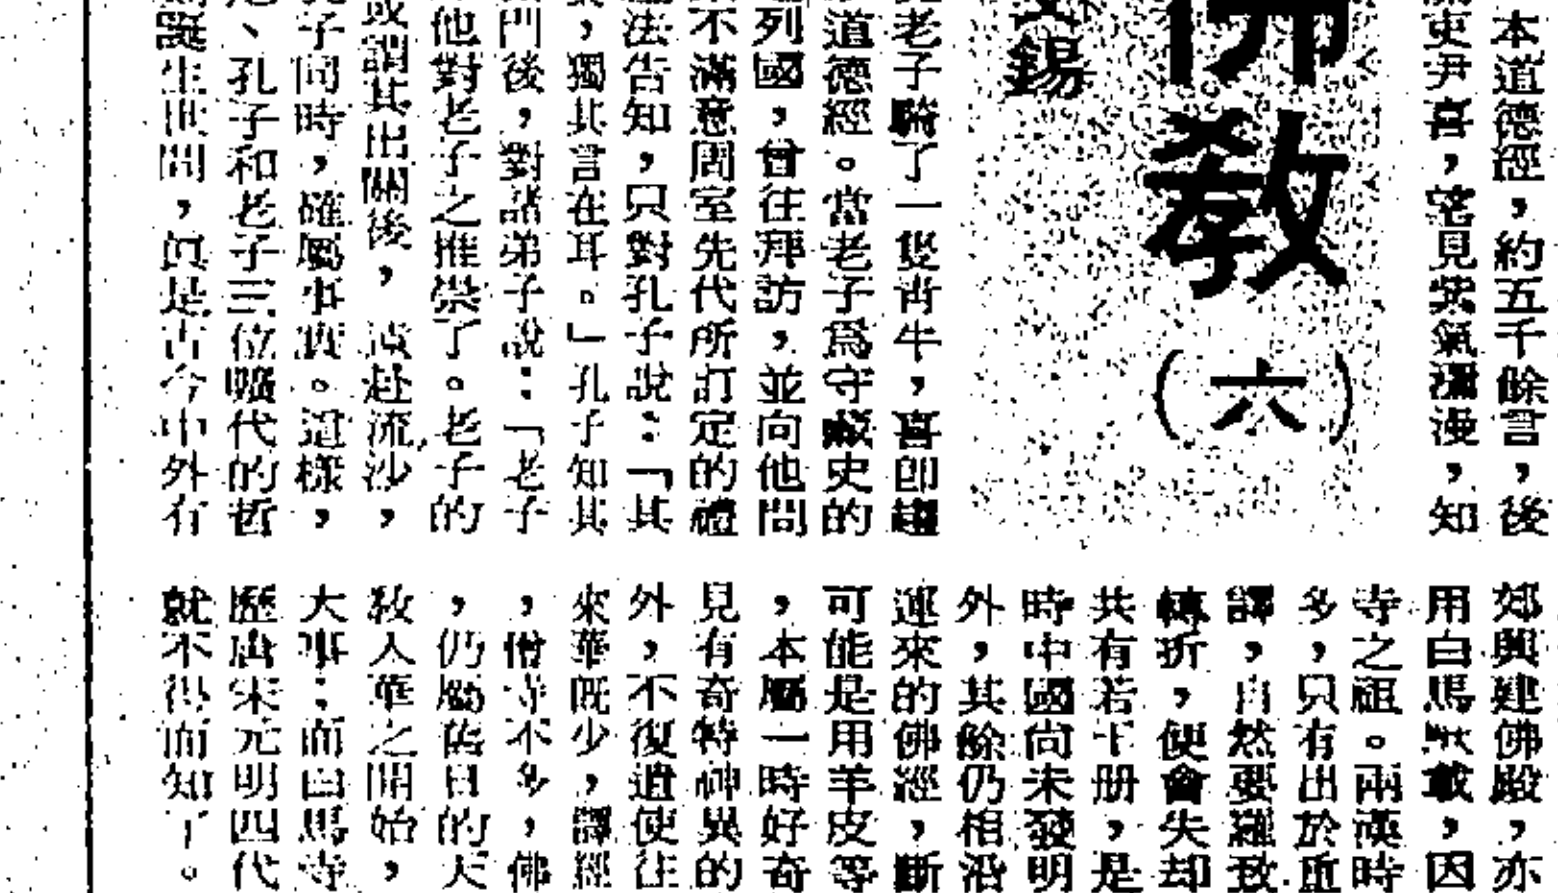 本道德經，約五千餘言，後
吏尹喜，望見紫氣瀰漫，知
佛教（六）
錫
老子騎了一隻青牛，喜即趨
道德經。當老子為守藏史的
列國，曾往拜訪，並向他問
不滿意周室先代所訂定的禮
法告知，只對孔子說：「其
，獨其言在耳。」孔子知其
門後，對諸弟子說：「老子
他對老子之推崇了。老子的
或謂其出關後，遠赴流沙，
子同時，確屬事實。這樣，
、孔子和老子三位曠代的哲
誕生世間，真是古今中外有
郊興建佛殿，亦
用白馬馱載，因
寺之祖。兩漢時
多，只有出於重
譯，自然要羅致
轉折，便會失却
共有若干册，是
時中國尚未發明
外，其餘仍相沿
運來的佛經，斷
可能是用羊皮等
，本屬一時好奇
見有奇特神異的
外，不復遣使往
來華既少，譯經
，僧寺不多，佛
，仍屬舊日的天
教入華之開始，
大事；而白馬寺
歷唐宋元明四代
就不得而知了。